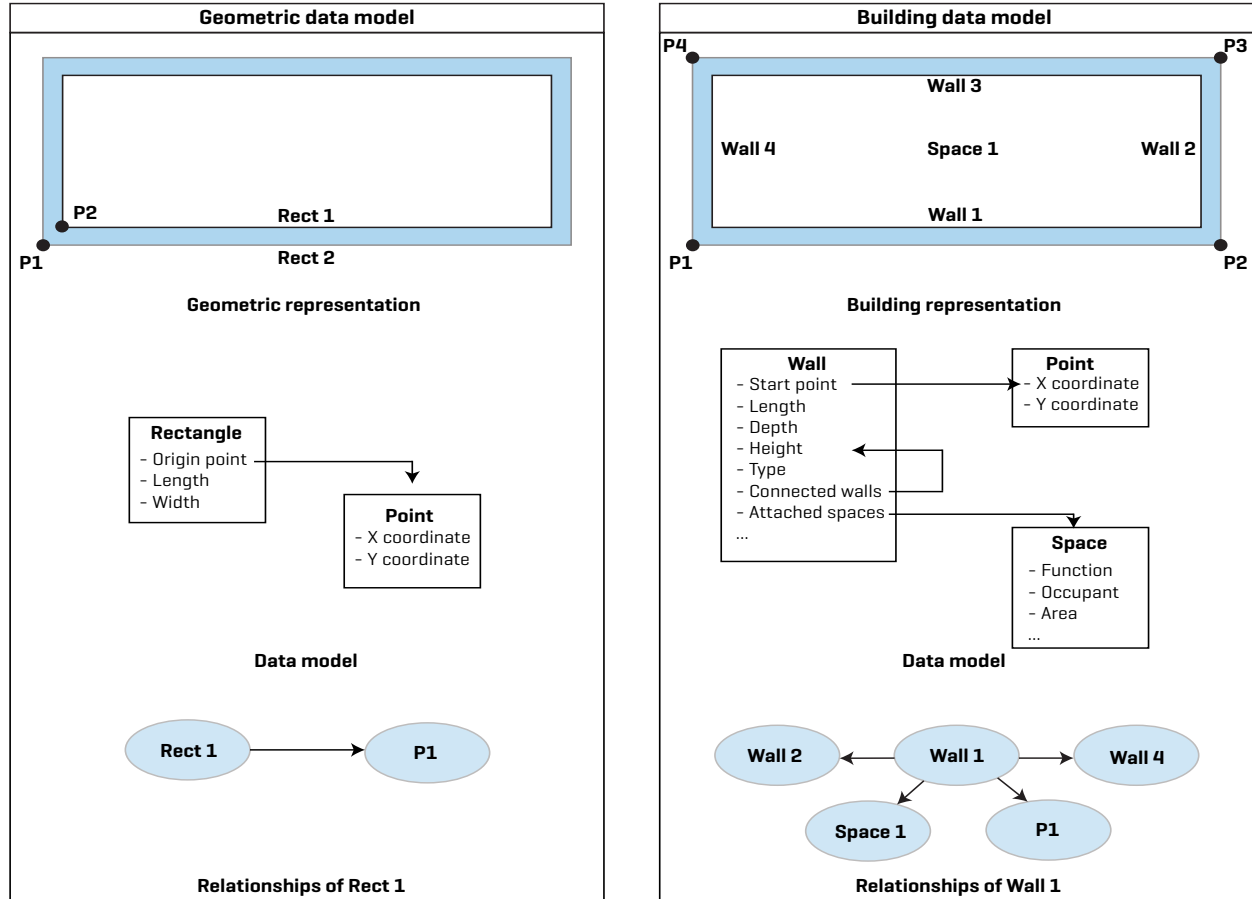 Geometric data model
P2
Rect 1
P1
Rect 2
Geometric representation
Rectangle
- Origin point
- Length
- Width
Point
- X coordinate
- Y coordinate
Data model
Rect 1
P1
Relationships of Rect 1
Building data model
P4
P3
Wall 3
Wall 4
Space 1
Wall 2
Wall 1
P1
P2
Building representation
Wall
- Start point
- Length
- Depth
- Height
- Type
- Connected walls
- Attached spaces
...
Point
- X coordinate
- Y coordinate
Space
- Function
- Occupant
- Area
...
Data model
Wall 2
Wall 1
Wall 4
Space 1
P1
Relationships of Wall 1